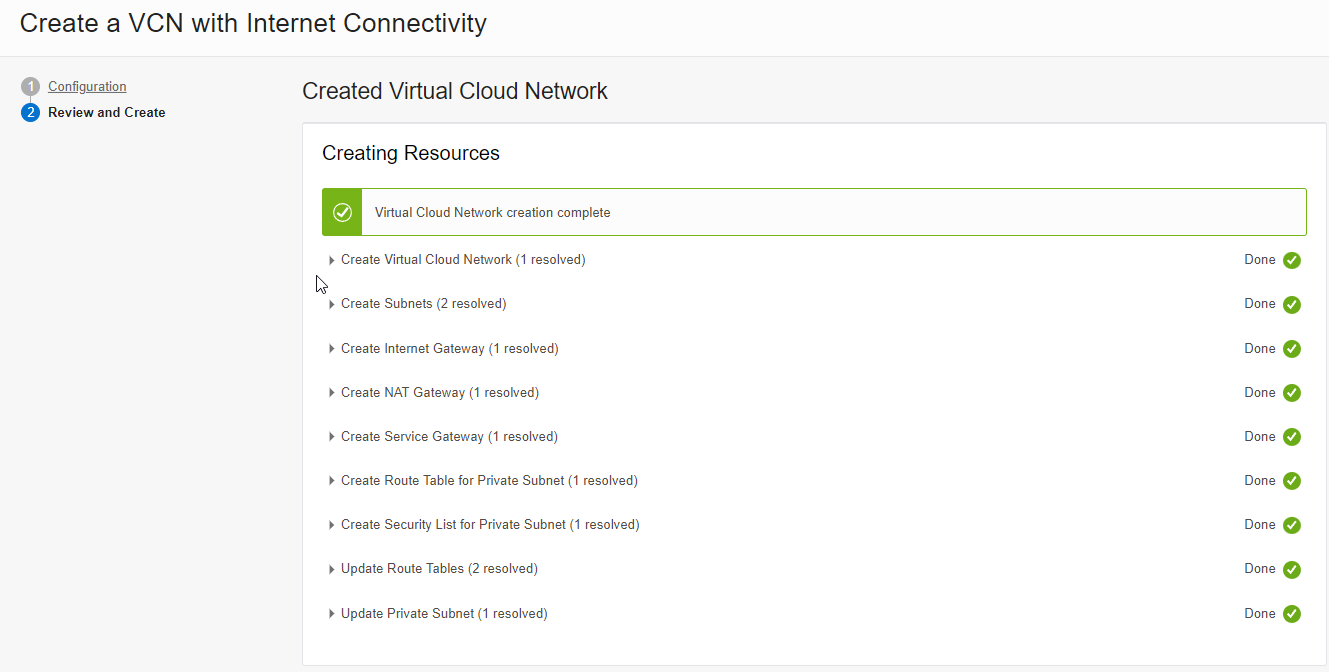 Create a VCN with Internet Connectivity
1 Configuration
2 Review and Create
Created Virtual Cloud Network
Creating Resources
Virtual Cloud Network creation complete
Create Virtual Cloud Network (1 resolved) Done
Create Subnets (2 resolved) Done
Create Internet Gateway (1 resolved) Done
Create NAT Gateway (1 resolved) Done
Create Service Gateway (1 resolved) Done
Create Route Table for Private Subnet (1 resolved) Done
Create Security List for Private Subnet (1 resolved) Done
Update Route Tables (2 resolved) Done
Update Private Subnet (1 resolved) Done